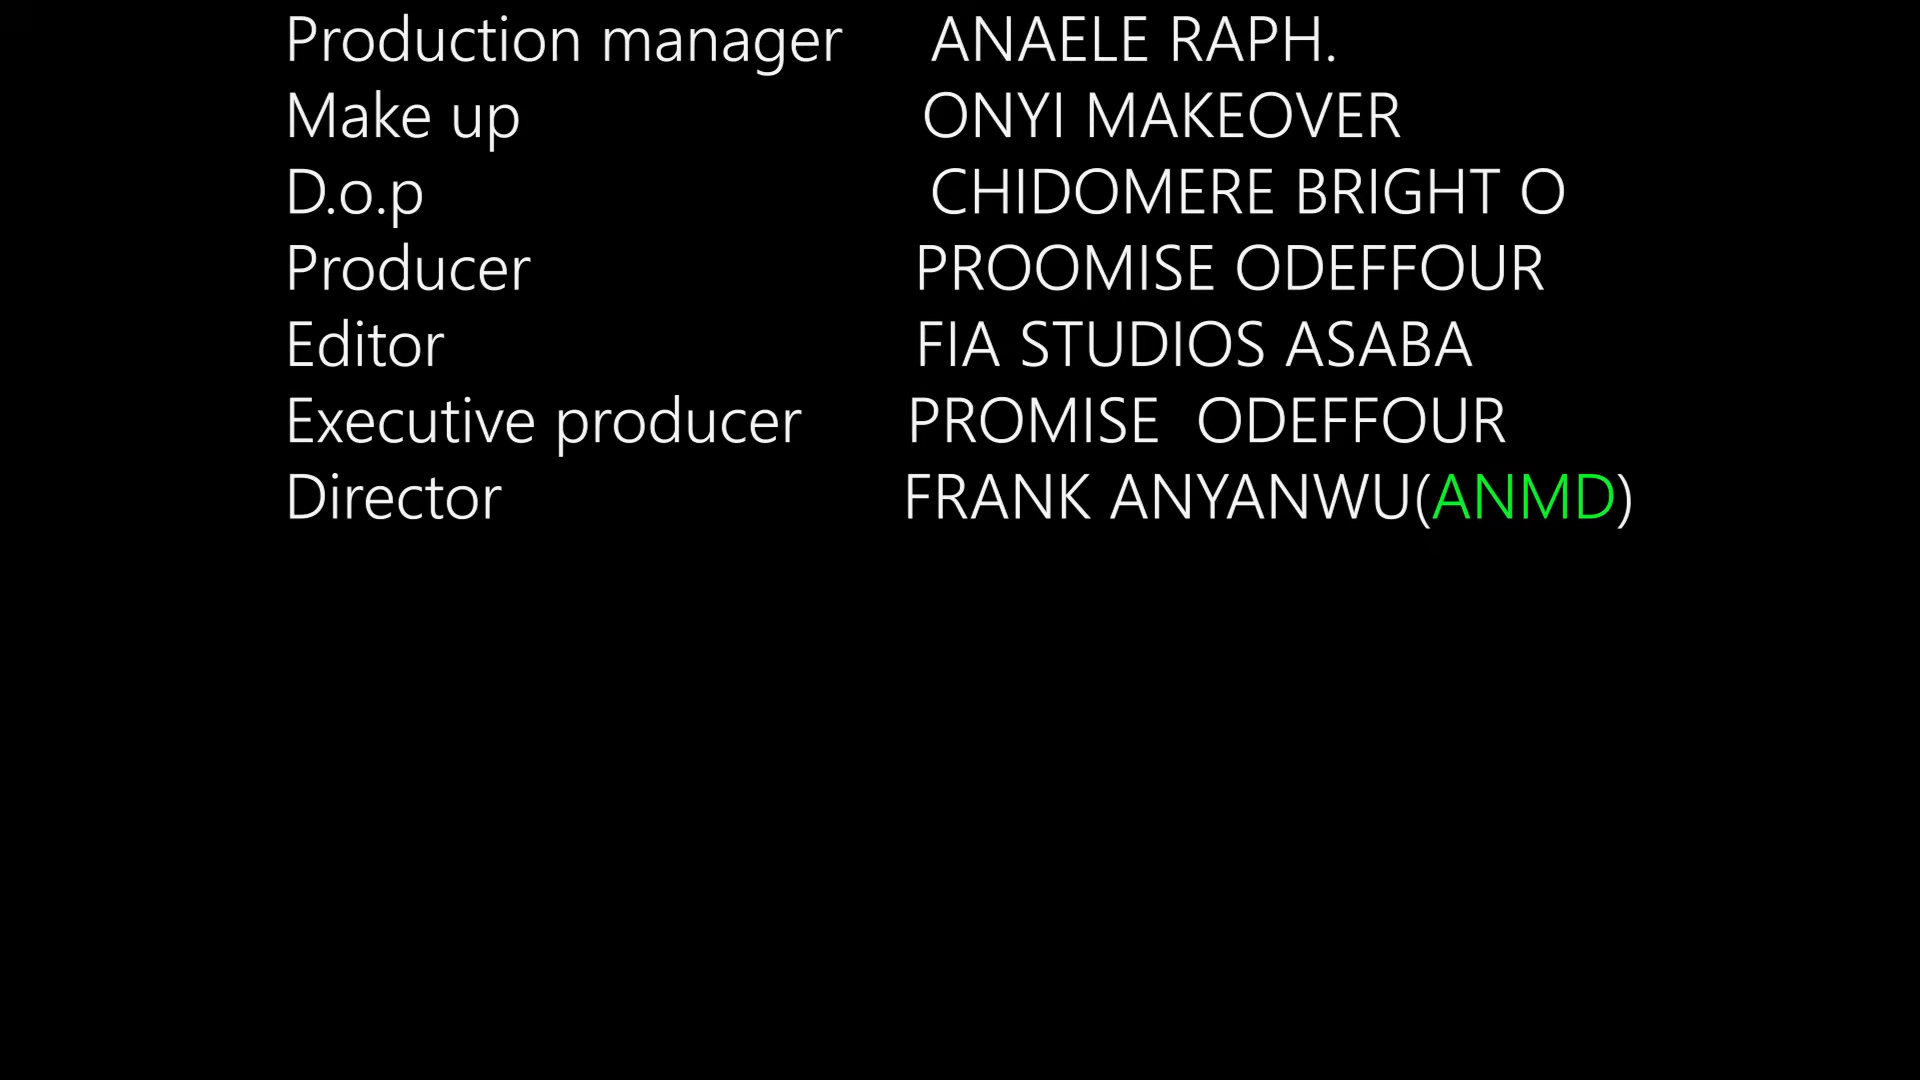 Production manager ANAELE RAPH.
Make up ONYI MAKEOVER
D.o.p CHIDOMERE BRIGHT O
Producer PROOMISE ODEFFOUR
Editor FIA STUDIOS ASABA
Executive producer PROMISE ODEFFOUR
Director FRANK ANYANWU(ANMD)